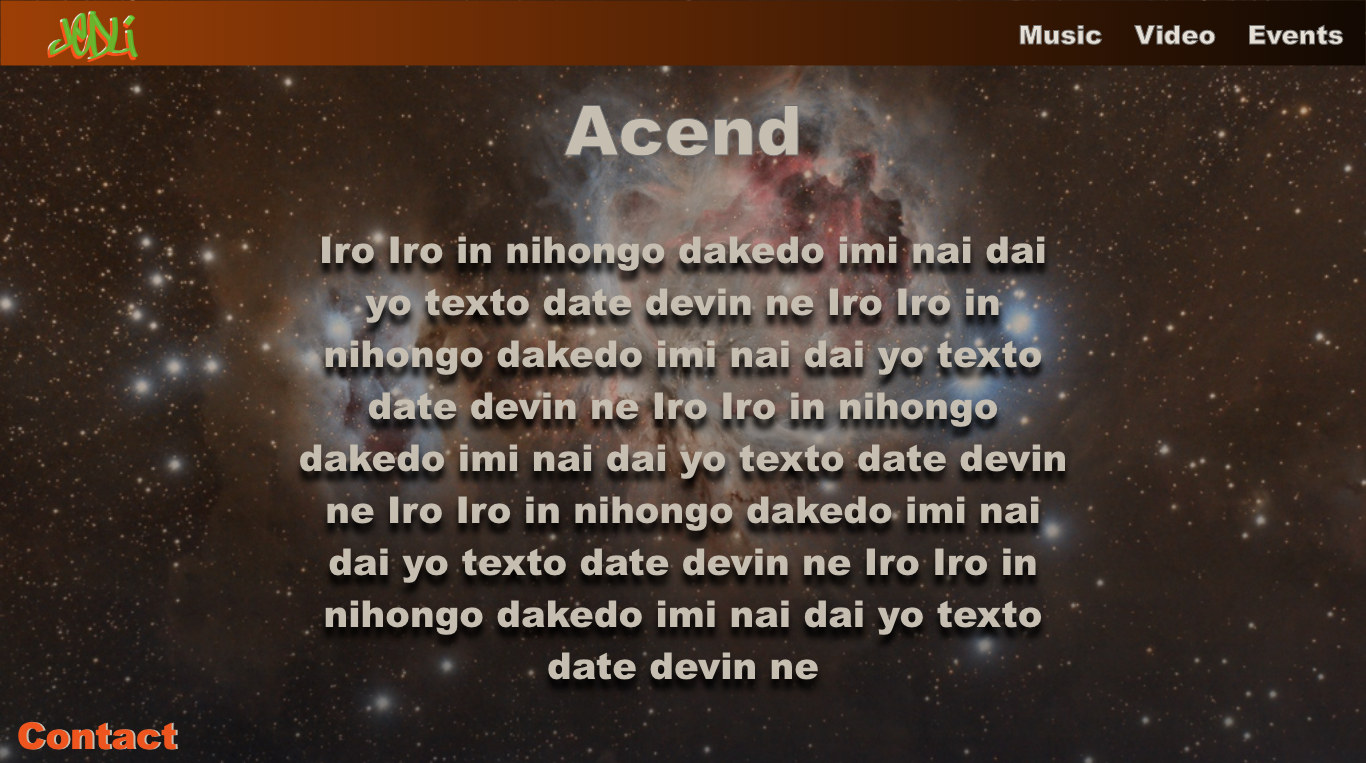 JEDLi
Music Video Events
Acend
Iro Iro in nihongo dakedo imi nai dai
yo texto date devin ne Iro Iro in
nihongo dakedo imi nai dai yo texto
date devin ne Iro Iro in nihongo
dakedo imi nai dai yo texto date devin
ne Iro Iro in nihongo dakedo imi nai
dai yo texto date devin ne Iro Iro in
nihongo dakedo imi nai dai yo texto
date devin ne
Contact